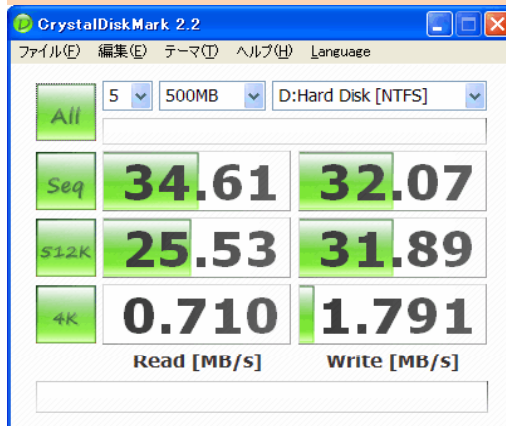 CrystalDiskMark 2.2
ファイル(F) 編集(E) テーマ(T) ヘルプ(H) Language
All 5 500MB D:Hard Disk [NTFS]
Seq 34.61 32.07
512K 25.53 31.89
4K 0.710 1.791
Read [MB/s] Write [MB/s]